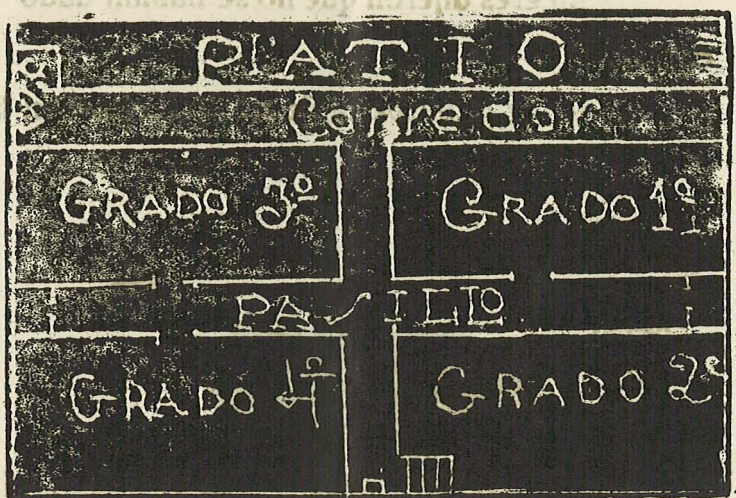 PATIO
Corredor
GRADO 3º GRADO 1º
PASILLO
GRADO 4º GRADO 2º